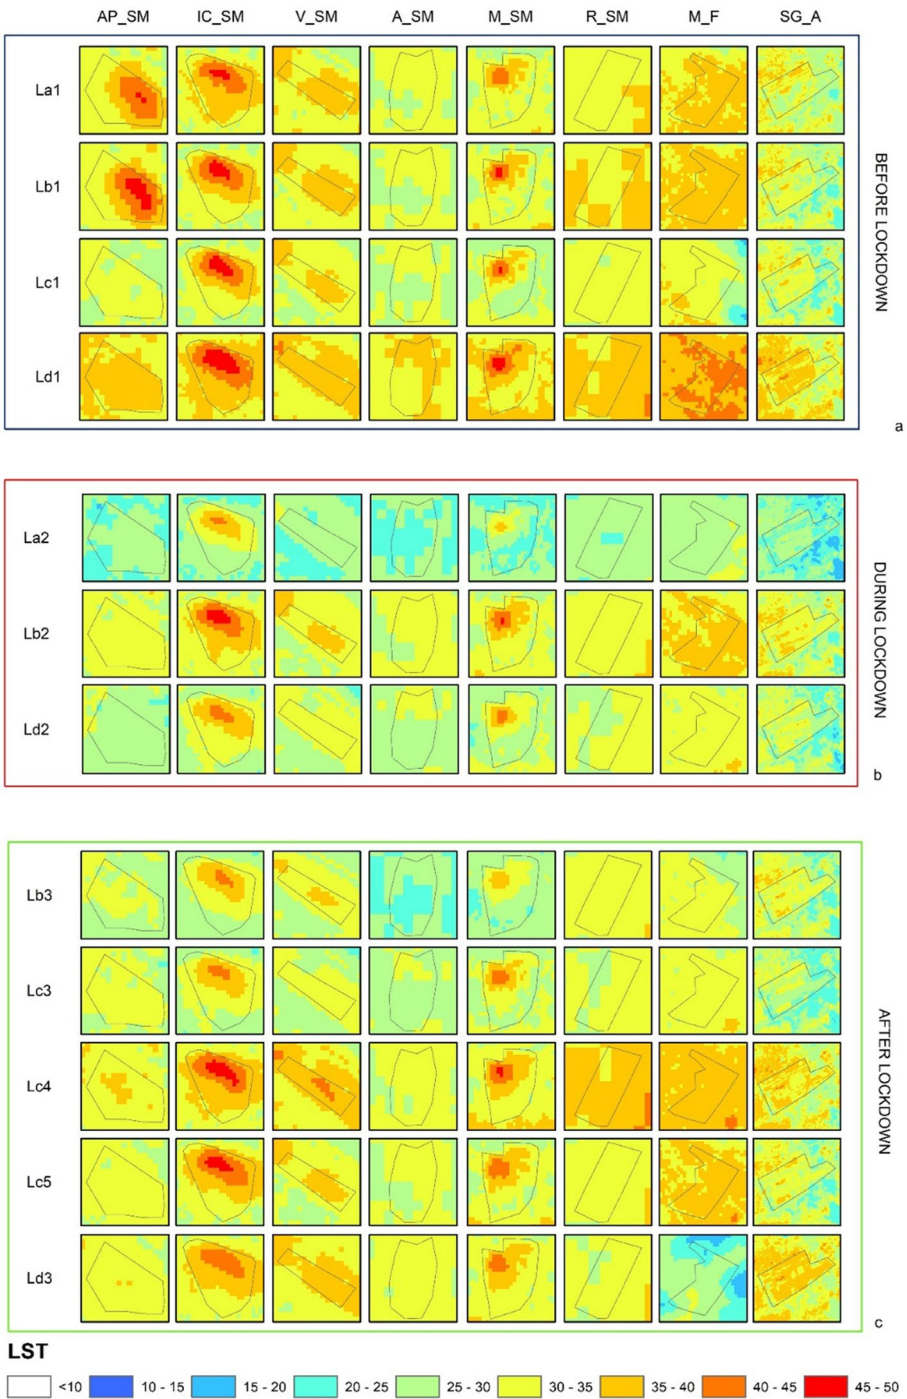 AP_SM IC_SM V_SM A_SM M_SM R_SM M_F SG_A
La1
Lb1
Lc1
Ld1
BEFORE LOCKDOWN
a
La2
Lb2
Ld2
DURING LOCKDOWN
b
Lb3
Lc3
Lc4
Lc5
Ld3
AFTER LOCKDOWN
c
LST
<10 10 - 15 15 - 20 20 - 25 25 - 30 30 - 35 35 - 40 40 - 45 45 - 50